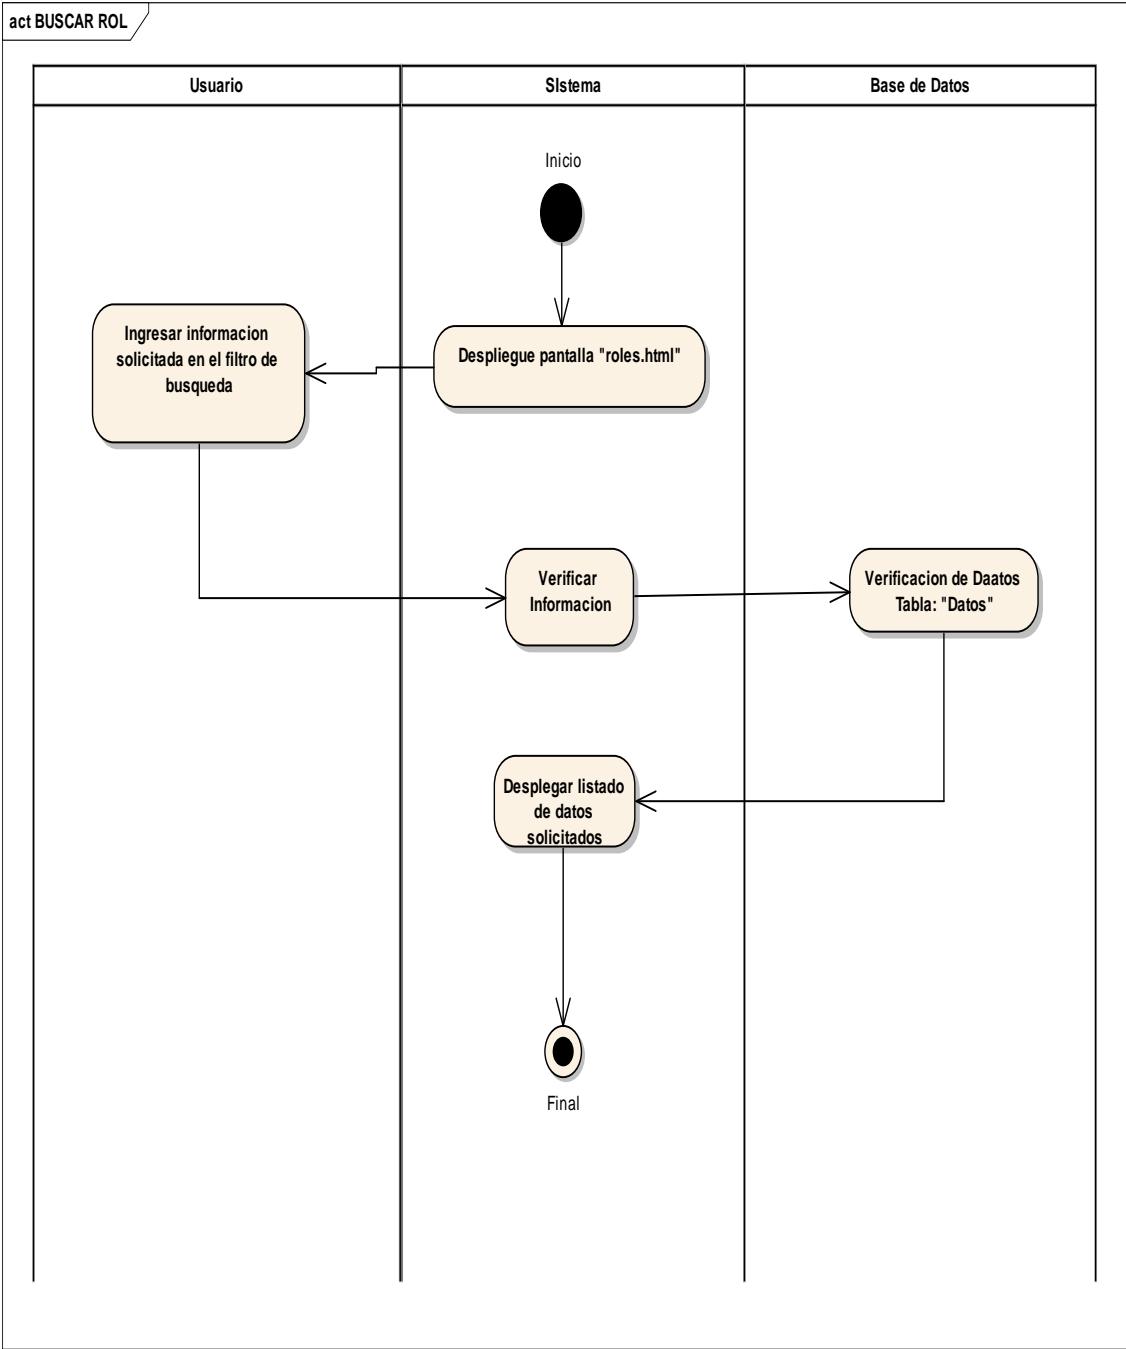 act BUSCAR ROL
Usuario
SIstema
Base de Datos
Inicio
Despliegue pantalla "roles.html"
Ingresar informacion
solicitada en el filtro de
busqueda
Verificar
Informacion
Verificacion de Daatos
Tabla: "Datos"
Desplegar listado
de datos
solicitados
Final